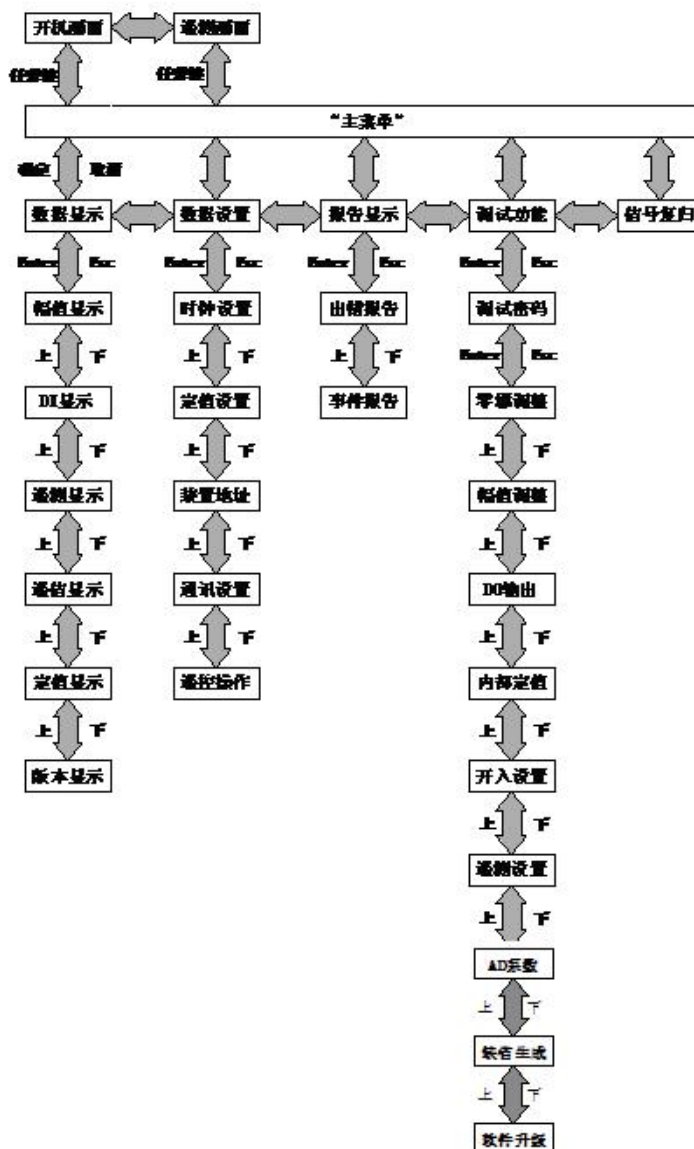 开机画面 遥测画面
任意键 任意键
“主菜单”
确定 取消
数据显示 数据设置 报告显示 调试功能 信号复归
Enter Esc Enter Esc Enter Esc Enter Esc
幅值显示 时钟设置 出错报告 调试密码
上 下 上 下 上 下 Enter Esc
DI显示 定值设置 事件报告 零漂调整
上 下 上 下 上 下
遥测显示 装置地址 幅值调整
上 下 上 下 上 下
遥信显示 通讯设置 DO输出
上 下 上 下 上 下
定值显示 遥控操作 内部定值
上 下 上 下
版本显示 开入设置
上 下
遥测设置
上 下
AD系数
上 下
缺省生成
上 下
软件升级